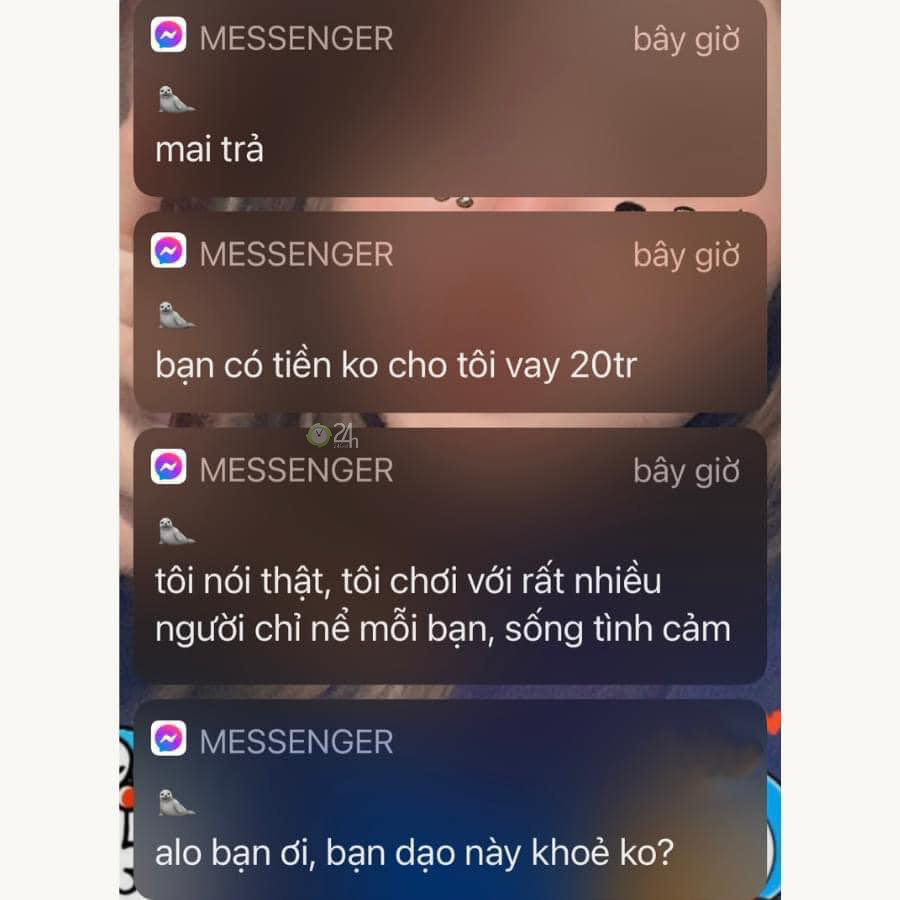 MESSENGER bây giờ
mai trả
MESSENGER bây giờ
bạn có tiền ko cho tôi vay 20tr
24h
MESSENGER bây giờ
tôi nói thật, tôi chơi với rất nhiều
người chỉ nể mỗi bạn, sống tình cảm
MESSENGER
alo bạn ơi, bạn dạo này khoẻ ko?